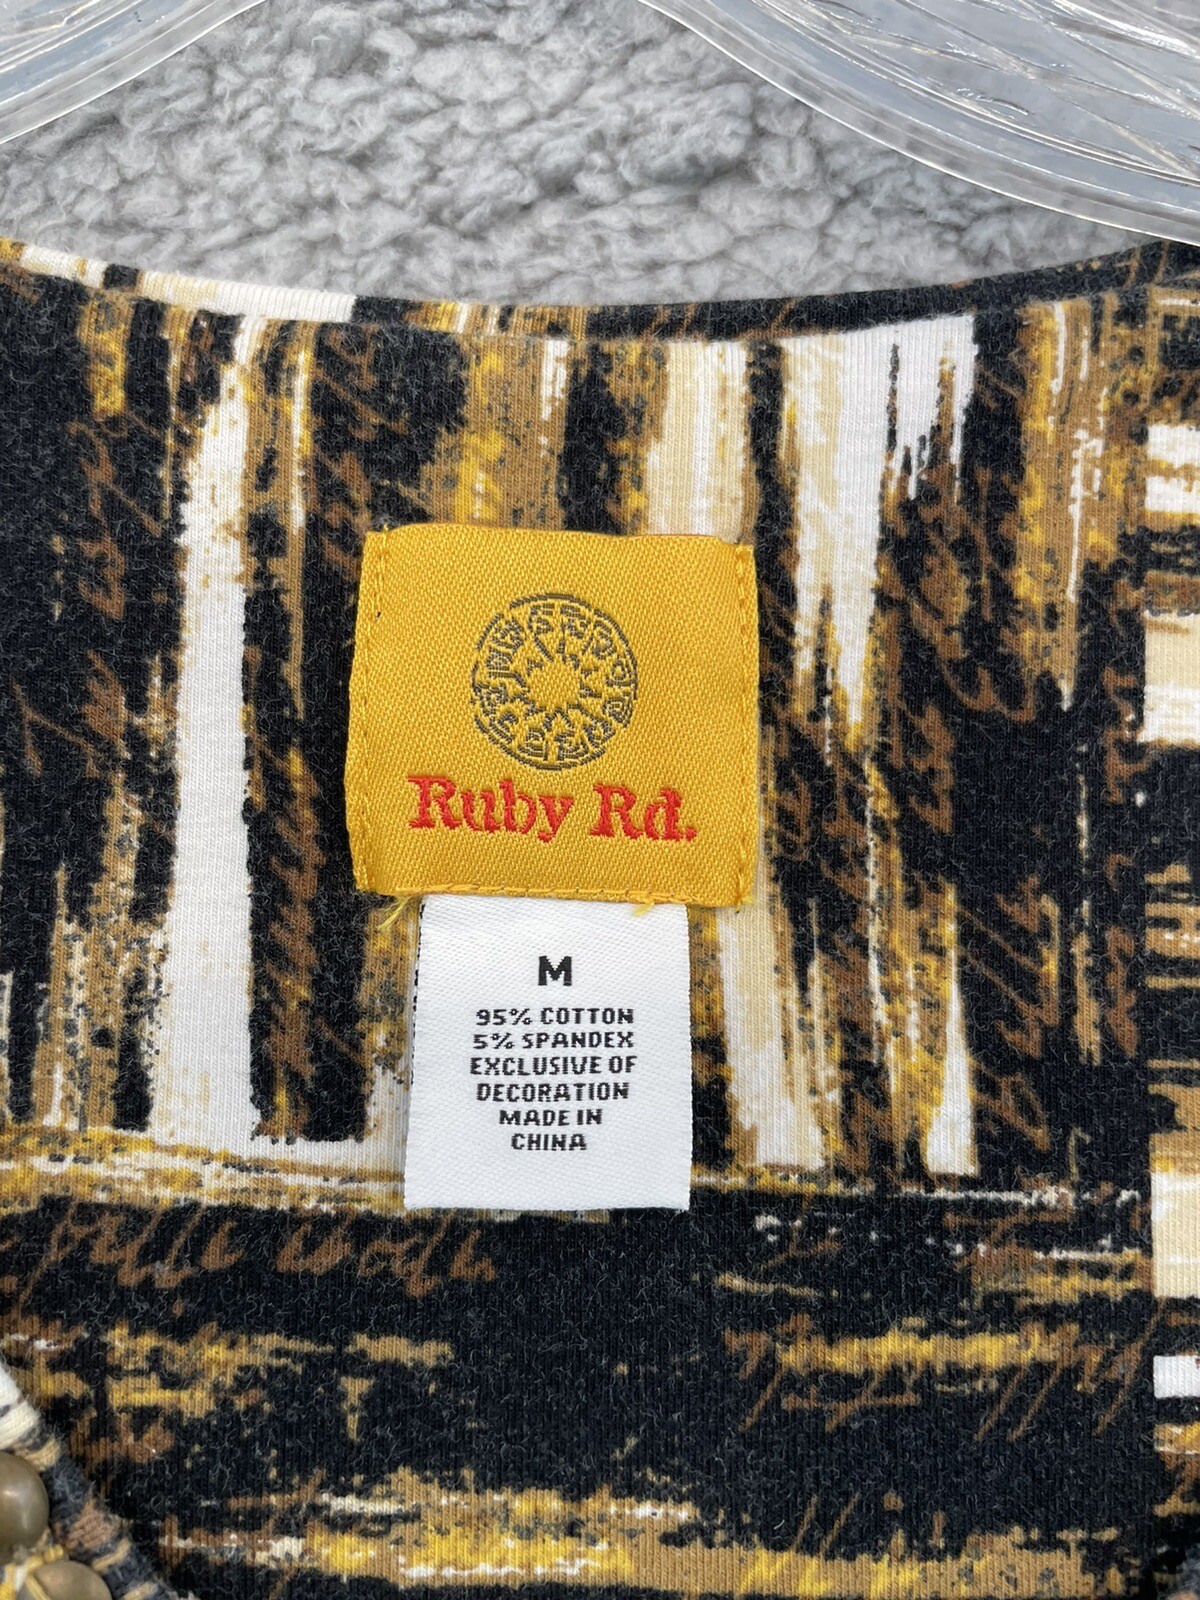 Ruby Rd.
M
95% COTTON
5% SPANDEX
EXCLUSIVE OF
DECORATION
MADE IN
CHINA